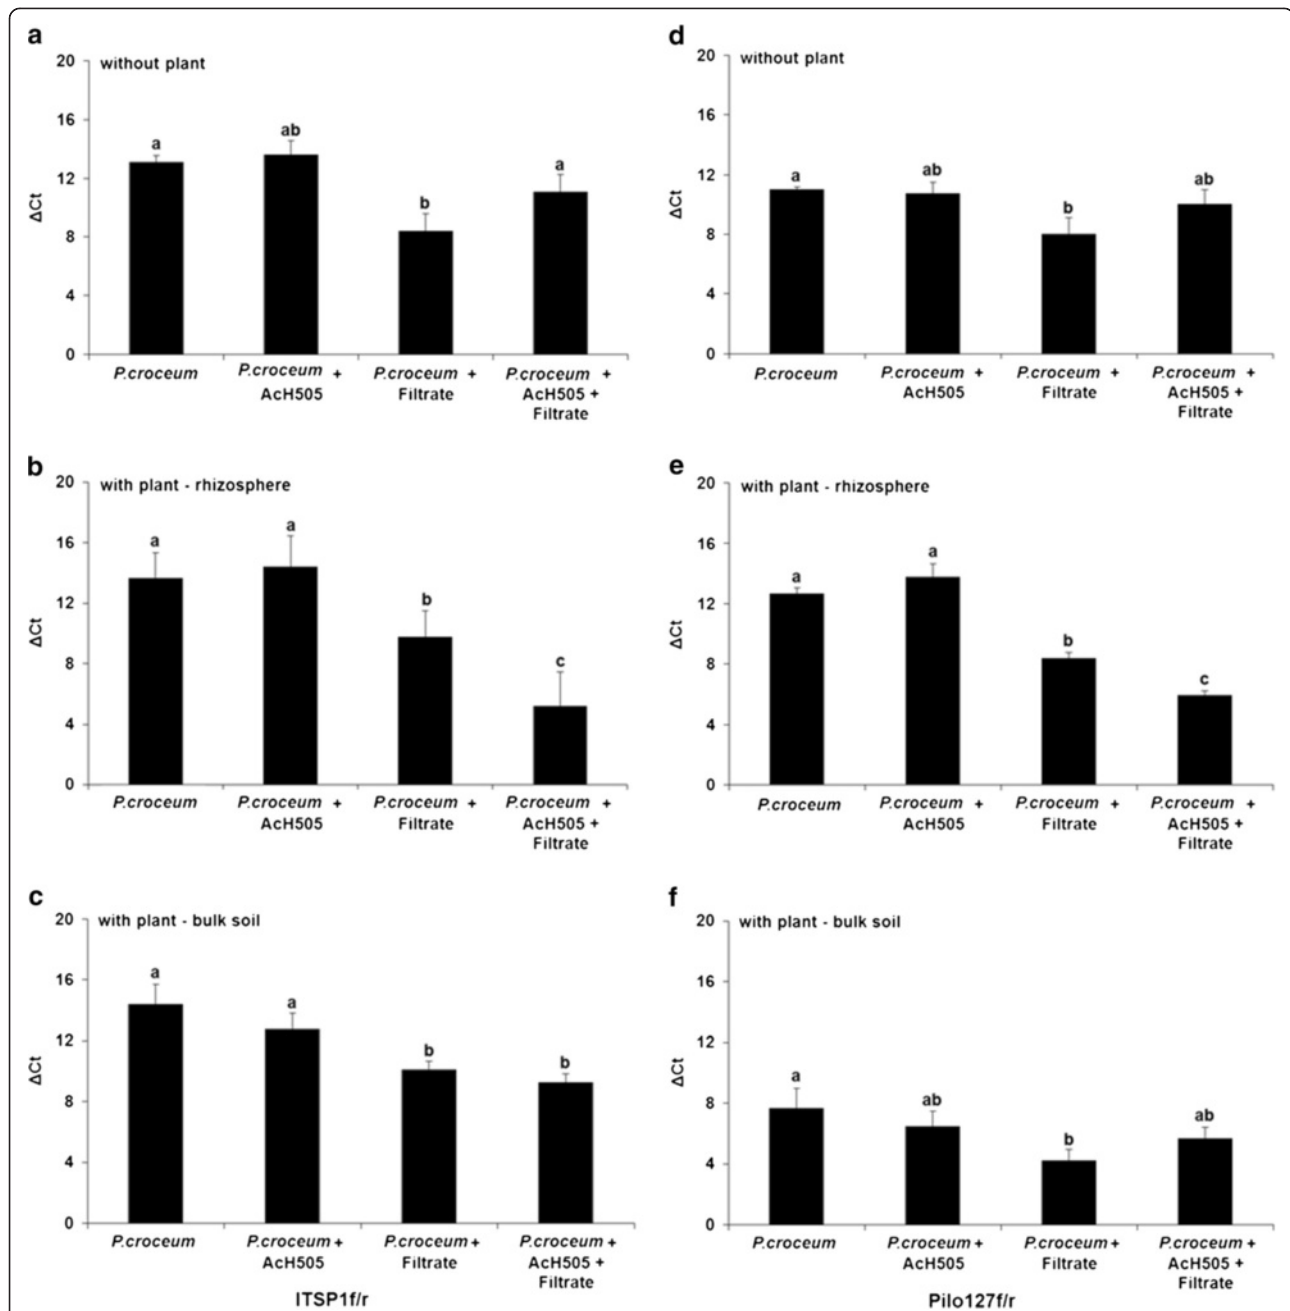 a
without plant
20
16
12
8
4
0
ΔCt
a
ab
b
a
P.croceum
P.croceum +
AcH505
P.croceum +
Filtrate
P.croceum +
AcH505 +
Filtrate
d
without plant
20
16
12
8
4
0
ΔCt
a
ab
b
ab
P.croceum
P.croceum +
AcH505
P.croceum +
Filtrate
P.croceum +
AcH505 +
Filtrate
b
with plant - rhizosphere
20
16
12
8
4
0
ΔCt
a
a
b
c
P.croceum
P.croceum +
AcH505
P.croceum +
Filtrate
P.croceum +
AcH505 +
Filtrate
e
with plant - rhizosphere
20
16
12
8
4
0
ΔCt
a
a
b
c
P.croceum
P.croceum +
AcH505
P.croceum +
Filtrate
P.croceum +
AcH505 +
Filtrate
c
with plant - bulk soil
20
16
12
8
4
0
ΔCt
a
a
b
b
P.croceum
P.croceum +
AcH505
P.croceum +
Filtrate
P.croceum +
AcH505 +
Filtrate
ITSP1f/r
f
with plant - bulk soil
20
16
12
8
4
0
ΔCt
a
ab
b
ab
P.croceum
P.croceum +
AcH505
P.croceum +
Filtrate
P.croceum +
AcH505 +
Filtrate
Pilo127f/r